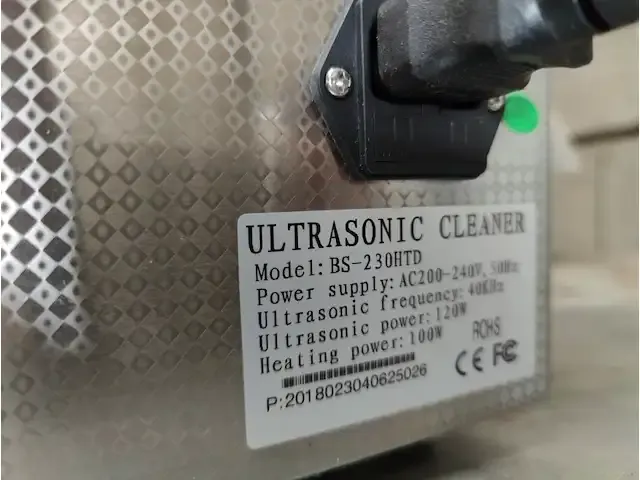 ULTRASONIC CLEANER
Model: BS-230HTD
Power supply: AC200-240V, 50Hz
Ultrasonic frequency: 40KHz
Ultrasonic power: 120W
Heating power: 100W
ROHS
CE FC
P:2018023040625026